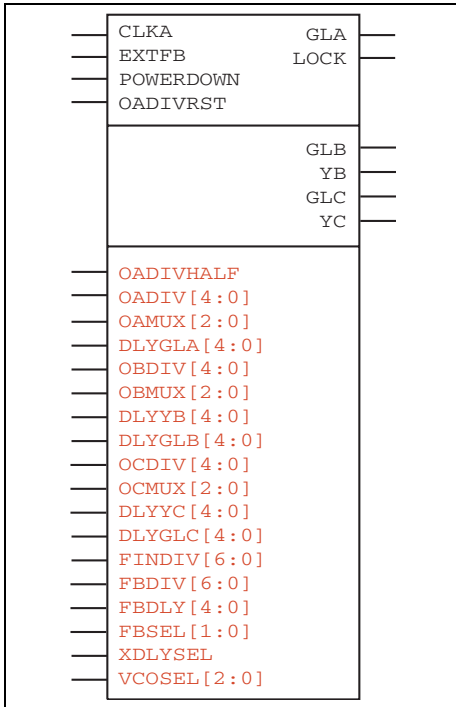 CLKA GLA
EXTFB LOCK
POWERDOWN
OADIVRST
GLB
YB
GLC
YC
OADIVHALF
OADIV[4:0]
OAMUX[2:0]
DLYGLA[4:0]
OBDIV[4:0]
OBMUX[2:0]
DLYYB[4:0]
DLYGLB[4:0]
OCDIV[4:0]
OCMUX[2:0]
DLYYC[4:0]
DLYGLC[4:0]
FINDIV[6:0]
FBDIV[6:0]
FBDLY[4:0]
FBSEL[1:0]
XDLYSEL
VCOSEL[2:0]